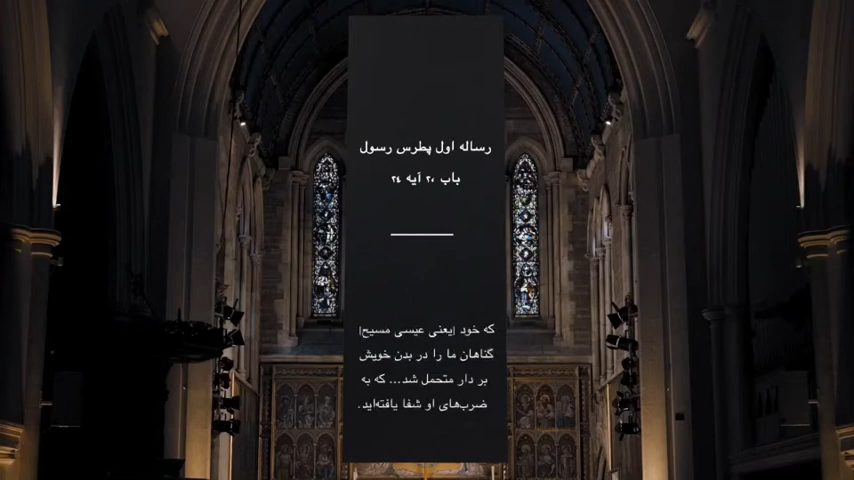 رساله اول پطرس رسول
باب ۲، آیه ۲۴
که خود [یعنی عیسی مسیح]
گناهان ما را در بدن خویش
بر دار متحمل شد... که به
ضرب‌های او شفا یافته‌اید.